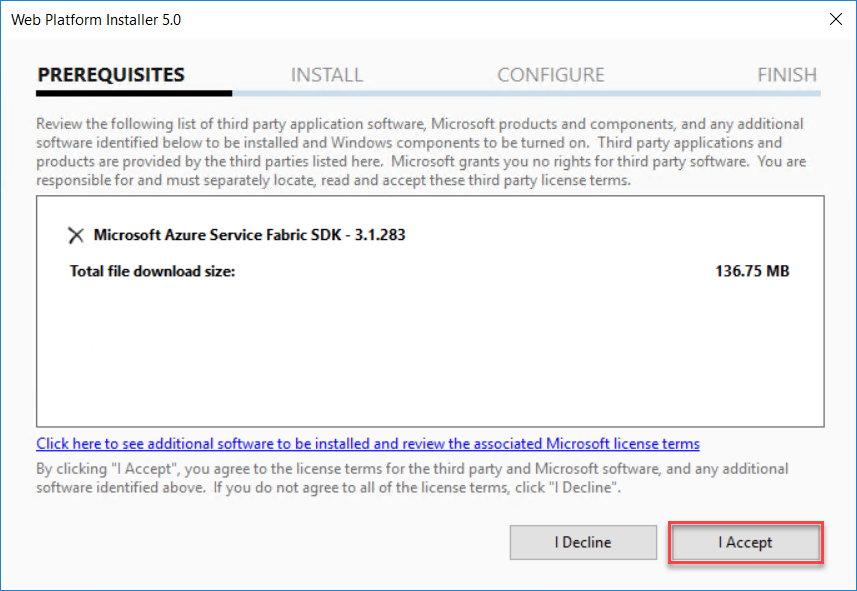 Web Platform Installer 5.0
PREREQUISITES INSTALL CONFIGURE FINISH
Review the following list of third party application software, Microsoft products and components, and any additional
software identified below to be installed and Windows components to be turned on.  Third party applications and
products are provided by the third parties listed here.  Microsoft grants you no rights for third party software.  You are
responsible for and must separately locate, read and accept these third party license terms.
Microsoft Azure Service Fabric SDK - 3.1.283
Total file download size: 136.75 MB
Click here to see additional software to be installed and review the associated Microsoft license terms
By clicking "I Accept", you agree to the license terms for the third party and Microsoft software, and any additional
software identified above.  If you do not agree to all of the license terms, click "I Decline".
I Decline I Accept